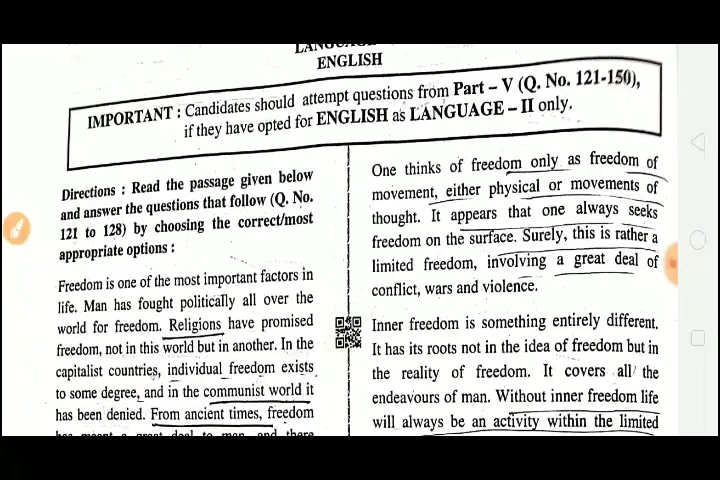 LANGUAGE
ENGLISH
IMPORTANT : Candidates should attempt questions from Part – V (Q. No. 121-150),
if they have opted for ENGLISH as LANGUAGE – II only.
Directions : Read the passage given below
and answer the questions that follow (Q. No.
121 to 128) by choosing the correct/most
appropriate options :
Freedom is one of the most important factors in
life. Man has fought politically all over the
world for freedom. Religions have promised
freedom, not in this world but in another. In the
capitalist countries, individual freedom exists
to some degree, and in the communist world it
has been denied. From ancient times, freedom
has meant a great deal to man, and there
One thinks of freedom only as freedom of
movement, either physical or movements of
thought. It appears that one always seeks
freedom on the surface. Surely, this is rather a
limited freedom, involving a great deal of
conflict, wars and violence.
Inner freedom is something entirely different.
It has its roots not in the idea of freedom but in
the reality of freedom. It covers all the
endeavours of man. Without inner freedom life
will always be an activity within the limited